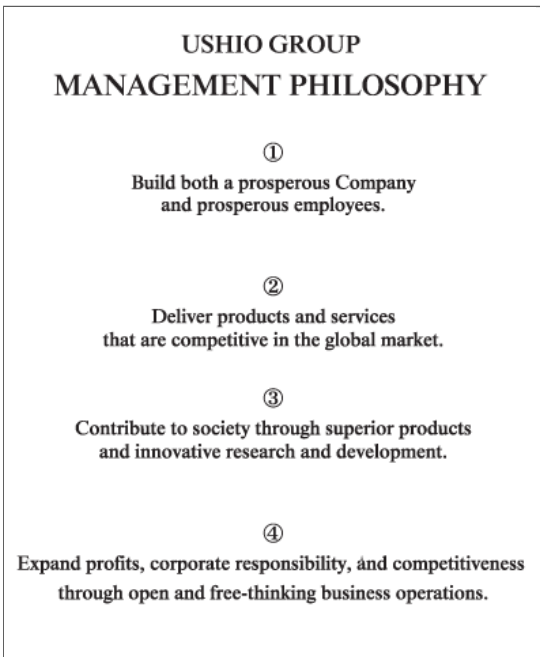 USHIO GROUP
MANAGEMENT PHILOSOPHY
①
Build both a prosperous Company
and prosperous employees.
②
Deliver products and services
that are competitive in the global market.
③
Contribute to society through superior products
and innovative research and development.
④
Expand profits, corporate responsibility, and competitiveness
through open and free-thinking business operations.